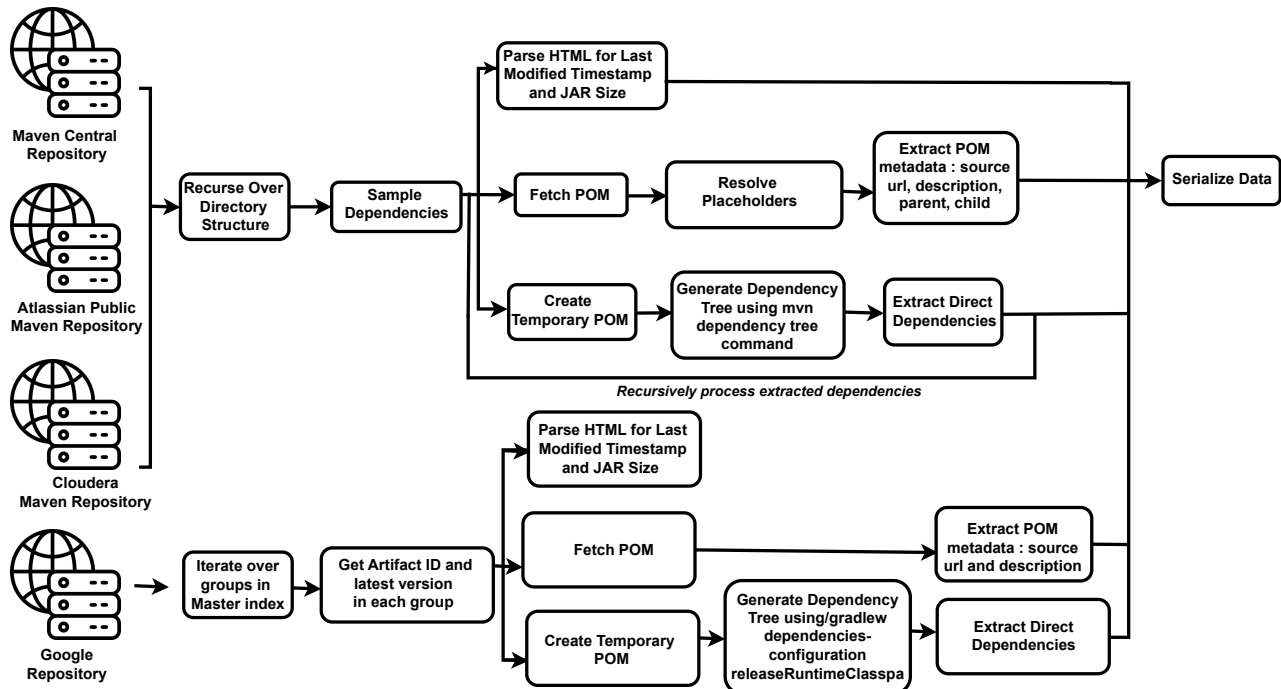 Maven Central
Repository
Atlassian Public
Maven Repository
Cloudera
Maven Repository
Recurse Over
Directory
Structure
Sample
Dependencies
Parse HTML for Last
Modified Timestamp
and JAR Size
Fetch POM
Resolve
Placeholders
Extract POM
metadata : source
url, description,
parent, child
Serialize Data
Create
Temporary POM
Generate Dependency
Tree using mvn
dependency tree
command
Extract Direct
Dependencies
Recursively process extracted dependencies
Google
Repository
Iterate over
groups in
Master index
Get Artifact ID and
latest version
in each group
Parse HTML for Last
Modified Timestamp
and JAR Size
Fetch POM
Extract POM
metadata : source
url and description
Create Temporary
POM
Generate Dependency
Tree using/gradlew
dependencies-
configuration
releaseRuntimeClasspa
Extract Direct
Dependencies